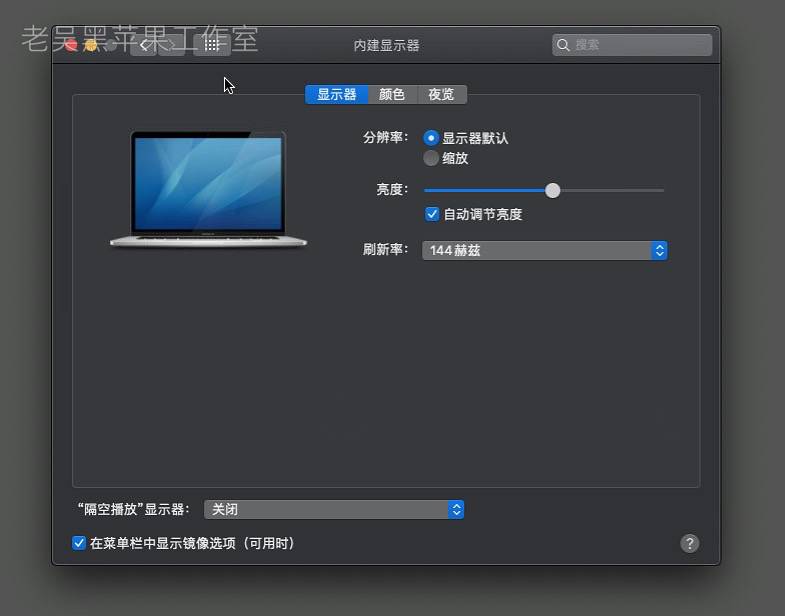 老吴黑苹果工作室
内建显示器
搜索
显示器 颜色 夜览
分辨率： 显示器默认
缩放
亮度：
自动调节亮度
刷新率： 144赫兹
“隔空播放”显示器： 关闭
在菜单栏中显示镜像选项（可用时）
?